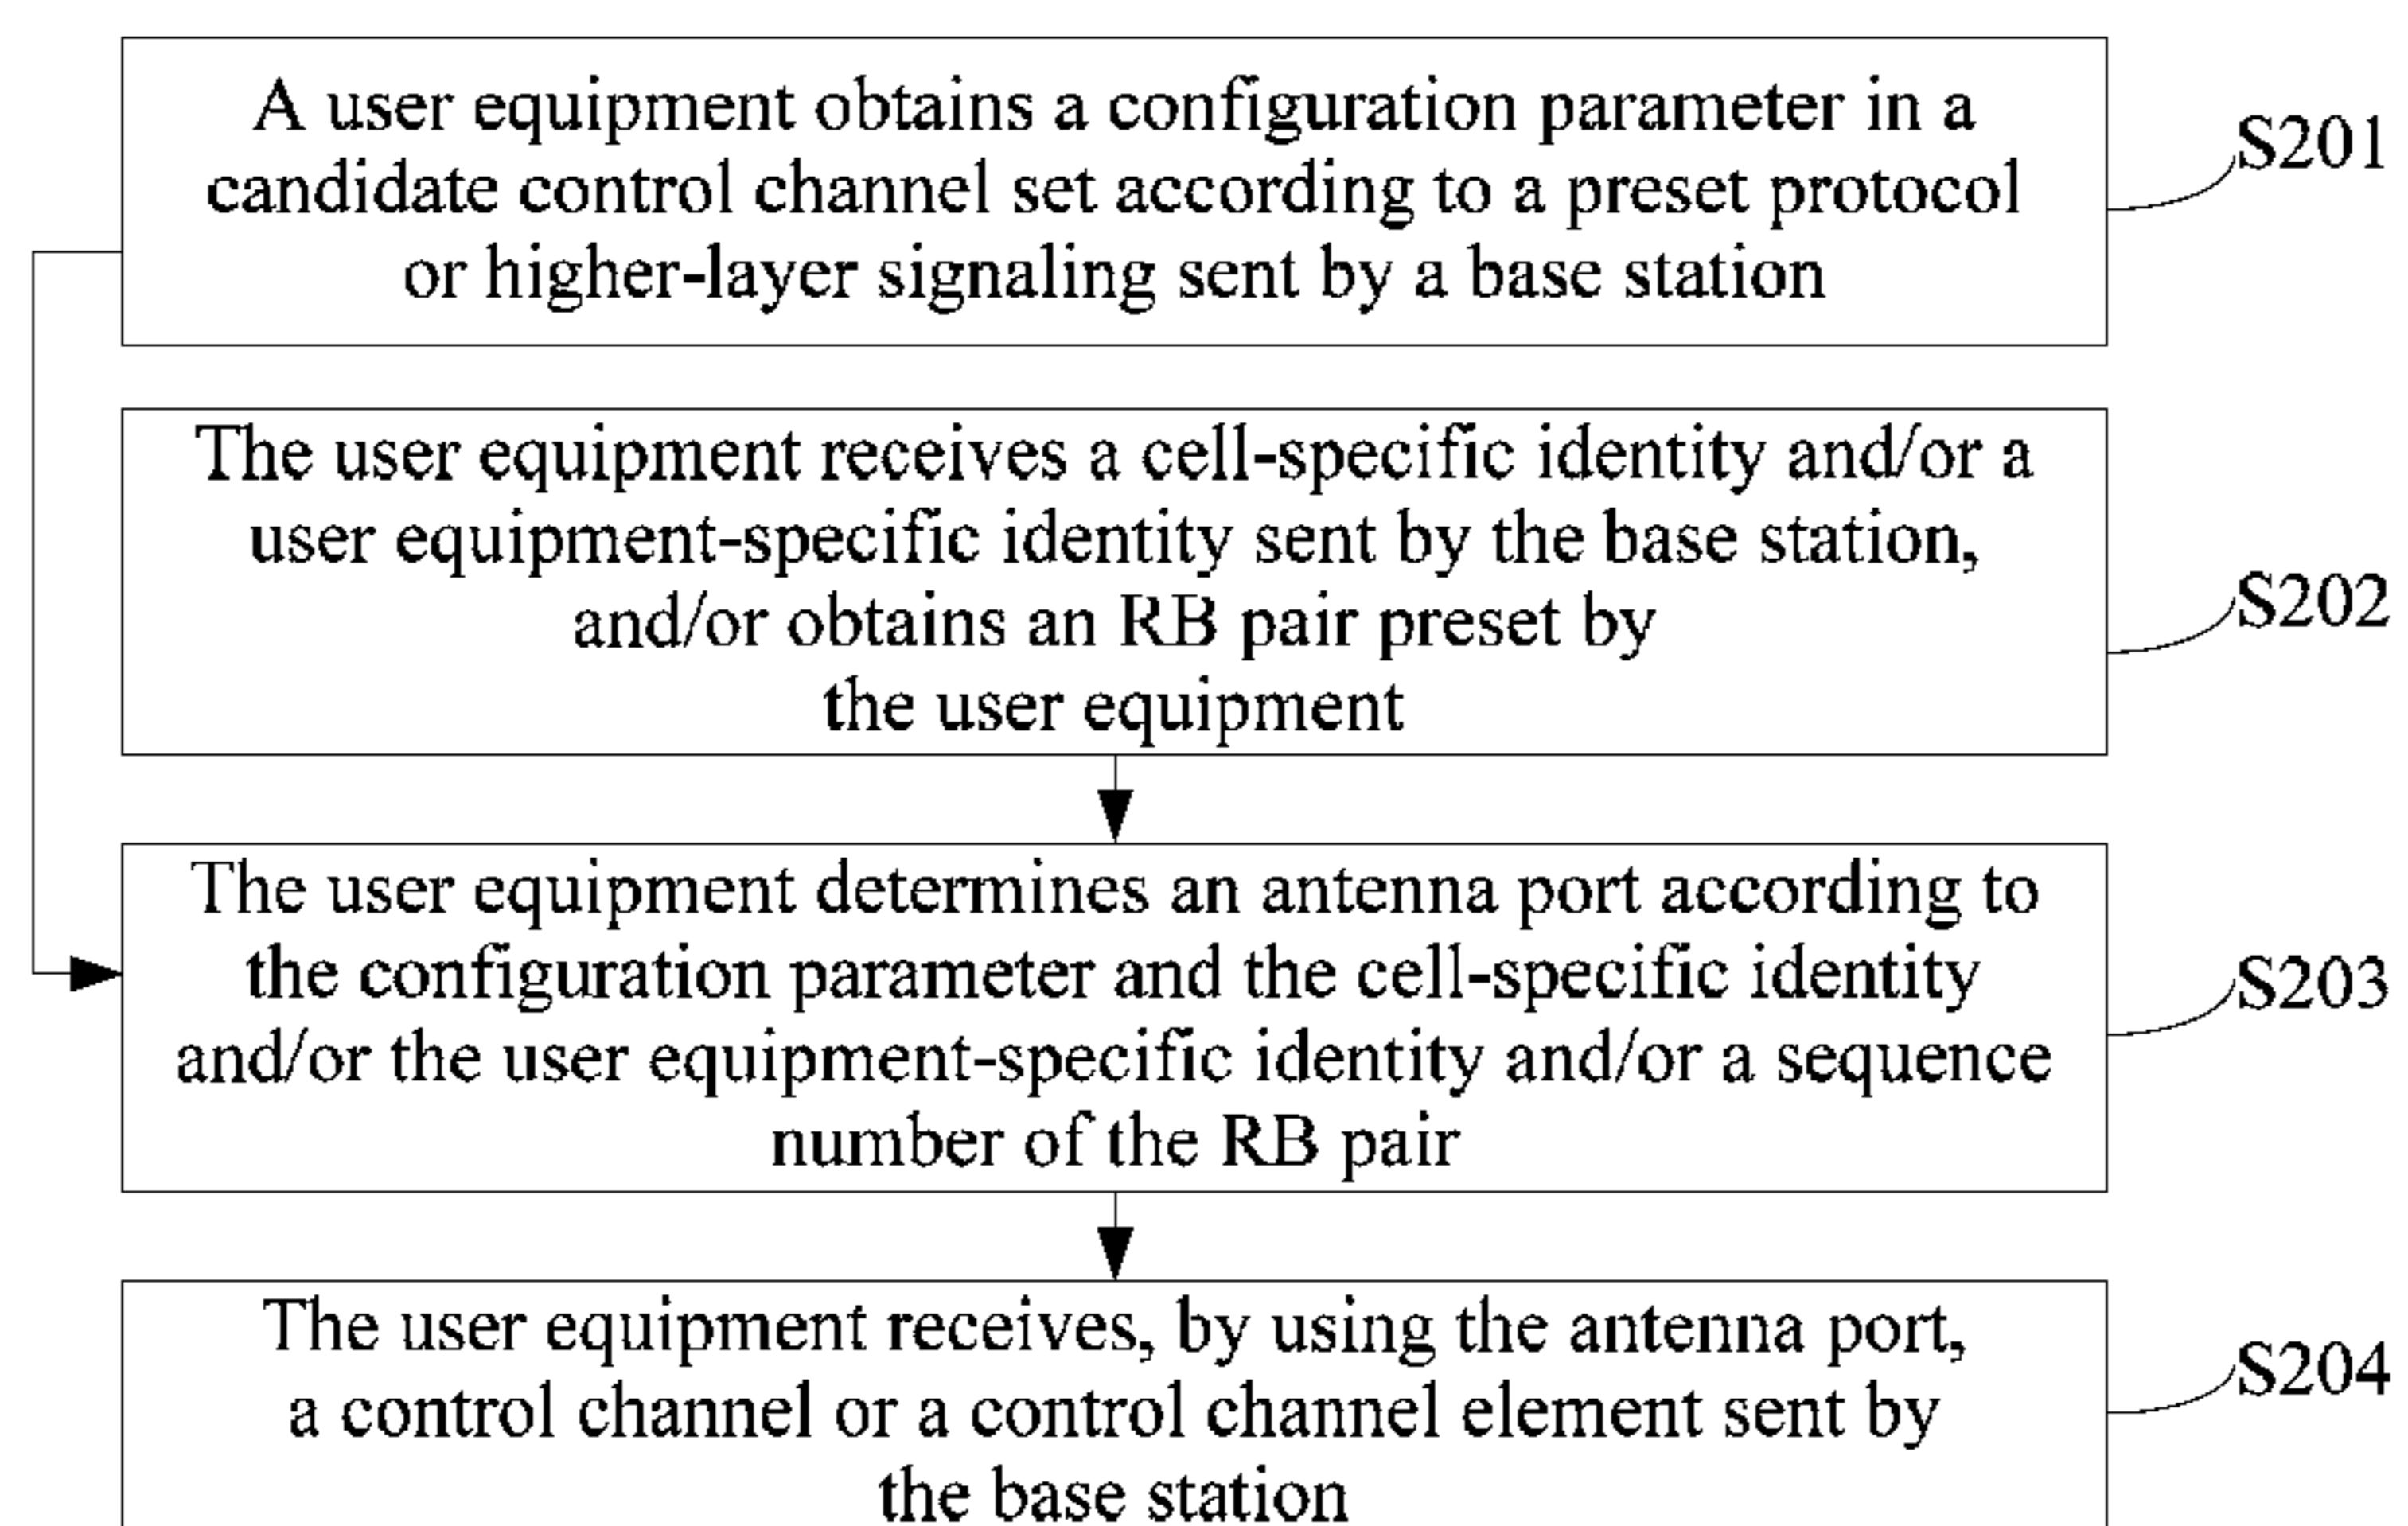 A user equipment obtains a configuration parameter in a
candidate control channel set according to a preset protocol
or higher-layer signaling sent by a base station
S201
The user equipment receives a cell-specific identity and/or a
user equipment-specific identity sent by the base station,
and/or obtains an RB pair preset by
the user equipment
S202
The user equipment determines an antenna port according to
the configuration parameter and the cell-specific identity
and/or the user equipment-specific identity and/or a sequence
number of the RB pair
S203
The user equipment receives, by using the antenna port,
a control channel or a control channel element sent by
the base station
S204